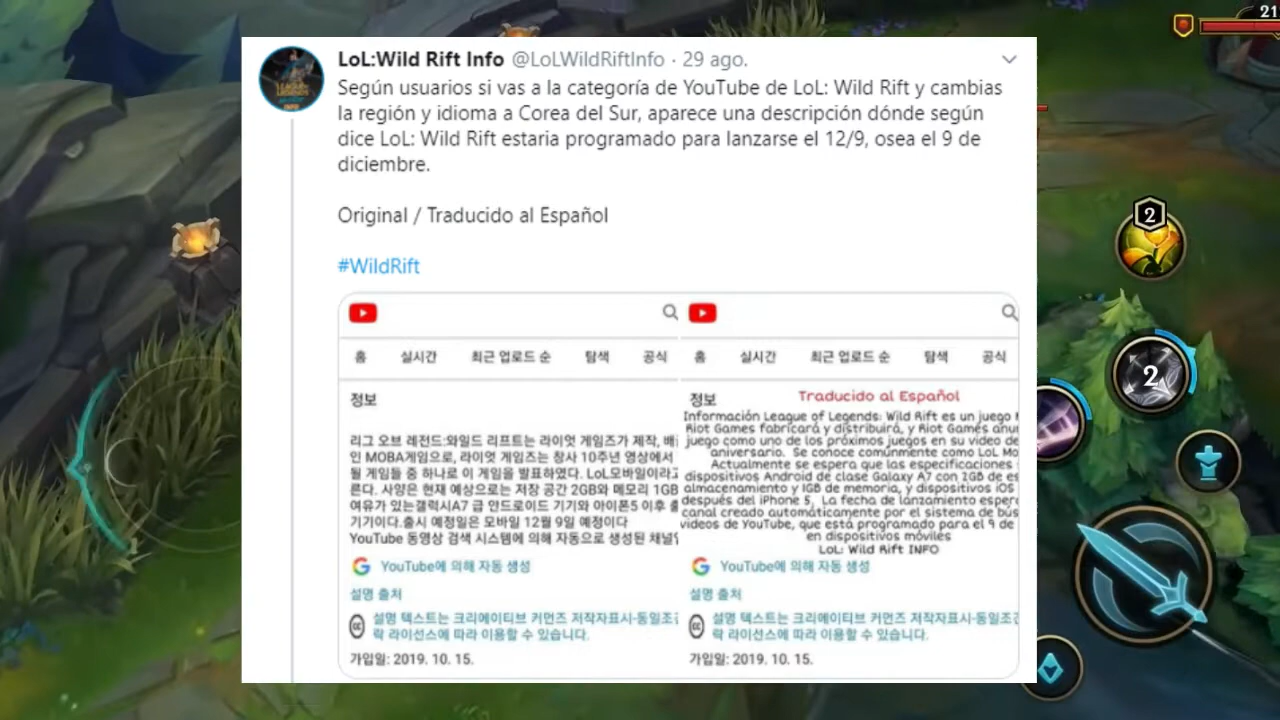 LoL:Wild Rift Info @LoLWildRiftInfo · 29 ago.
Según usuarios si vas a la categoría de YouTube de LoL: Wild Rift y cambias
la región y idioma a Corea del Sur, aparece una descripción dónde según
dice LoL: Wild Rift estaria programado para lanzarse el 12/9, osea el 9 de
diciembre.
Original / Traducido al Español
#WildRift
홈 실시간 최근 업로드 순 탐색 공식
정보
리그 오브 레전드:와일드 리프트는 라이엇 게임즈가 제작, 배
인 MOBA게임으로, 라이엇 게임즈는 창사 10주년 영상에서
될 게임들 중 하나로 이 게임을 발표하였다. LoL모바일이라고
른다. 사양은 현재 예상으로는 저장 공간 2GB와 메모리 1GB
여유가 있는갤럭시A7 급 안드로이드 기기와 아이폰5 이후 출
기기이다.출시 예정일은 모바일 12월 9일 예정이다
YouTube 동영상 검색 시스템에 의해 자동으로 생성된 채널입
YouTube에 의해 자동 생성
설명 출처
설명 텍스트는 크리에이티브 커먼즈 저작자표시-동일조건
락 라이선스에 따라 이용할 수 있습니다.
가입일: 2019. 10. 15.
홈 실시간 최근 업로드 순 탐색 공식
정보
Traducido al Español
Información League of Legends: Wild Rift es un juego
Riot Games fabricará y distribuirá, y Riot Games anu
juego como uno de los próximos juegos en su video de
aniversario. Se conoce comúnmente como LoL Mo
Actualmente se espera que las especificaciones
dispositivos Android de clase Galaxy A7 con 2GB de es
almacenamiento y 1GB de memoria, y dispositivos iOS
después del iPhone 5. La fecha de lanzamiento esper
canal creado automáticamente por el sistema de bús
videos de YouTube, que está programado para el 9 de
en dispositivos móviles
LoL: Wild Rift INFO
YouTube에 의해 자동 생성
설명 출처
설명 텍스트는 크리에이티브 커먼즈 저작자표시-동일조건
락 라이선스에 따라 이용할 수 있습니다.
가입일: 2019. 10. 15.
21
2
2